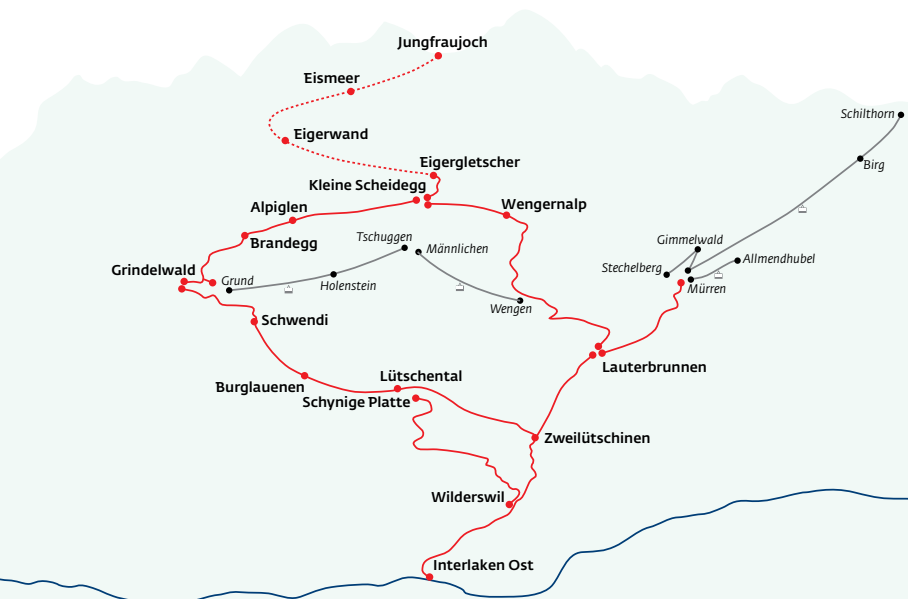 Jungfraujoch
Eismeer
Schilthorn
Eigerwand
Eigergletscher
Birg
Kleine Scheidegg
Alpiglen
Wengernalp
Brandegg
Tschuggen
Männlichen
Gimmelwald
Allmendhubel
Grindelwald
Stechelberg
Grund
Holenstein
Mürren
Wengen
Schwendi
Lauterbrunnen
Lütschental
Burglauenen
Schynige Platte
Zweilütschinen
Wilderswil
Interlaken Ost